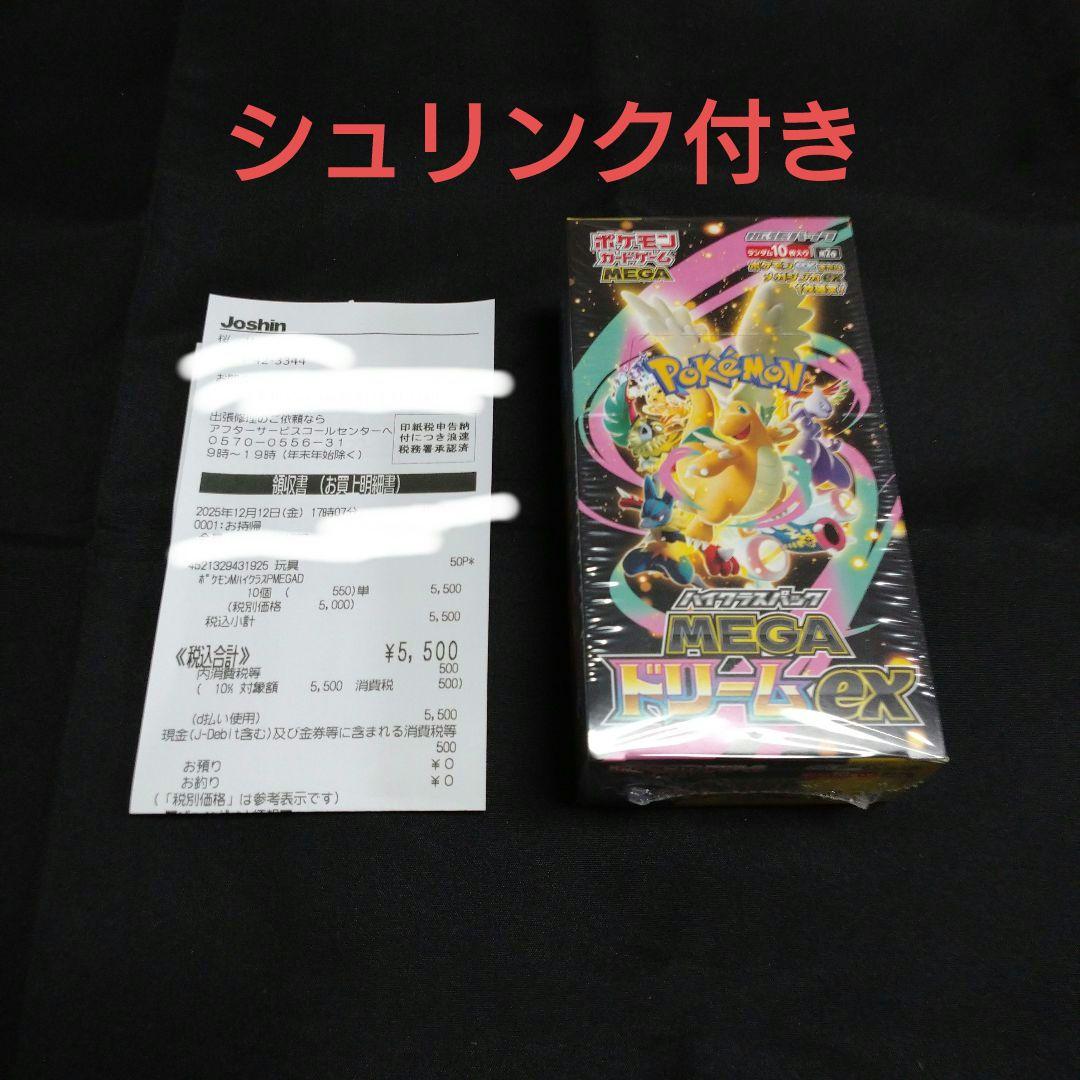 シュリンク付き
Joshin
12-3344
出張修理のご依頼なら
アフターサービスコールセンターへ
0570-0556-31
9時～19時(年末年始除く)
印紙税申告納
付につき浪速
税務署承認済
領収書 (お買上明細書)
2025年12月12日(金) 17時07分
0001:お持帰
4521329431925 玩具 50P*
ﾎﾟｹﾓﾝMﾊｲｸﾗｽPMEGAD
10個 ( 550)単 5,500
(税別価格 5,000)
税込小計 5,500
《税込合計》 ¥5,500
内消費税等 500
( 10% 対象額 5,500 消費税 500)
(d払い使用) 5,500
現金(J-Debit含む)及び金券等に含まれる消費税等
500
お預り ¥0
お釣り ¥0
(「税別価格」は参考表示です)
ポケモン
カードゲーム
MEGA
拡張パック
ランダム10枚入り
POKéMON
ハイクラスパック
MEGA
ドリームex